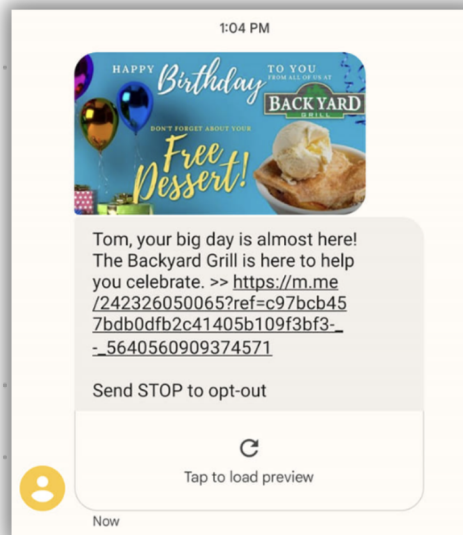 1:04 PM
HAPPY Birthday TO YOU
FROM ALL OF US AT
BACK YARD
GRILL
DON'T FORGET ABOUT YOUR
Free
Dessert!
Tom, your big day is almost here!
The Backyard Grill is here to help
you celebrate. >> https://m.me
/242326050065?ref=c97bcb45
7bdb0dfb2c41405b109f3bf3-_
-_5640560909374571
Send STOP to opt-out
Tap to load preview
Now